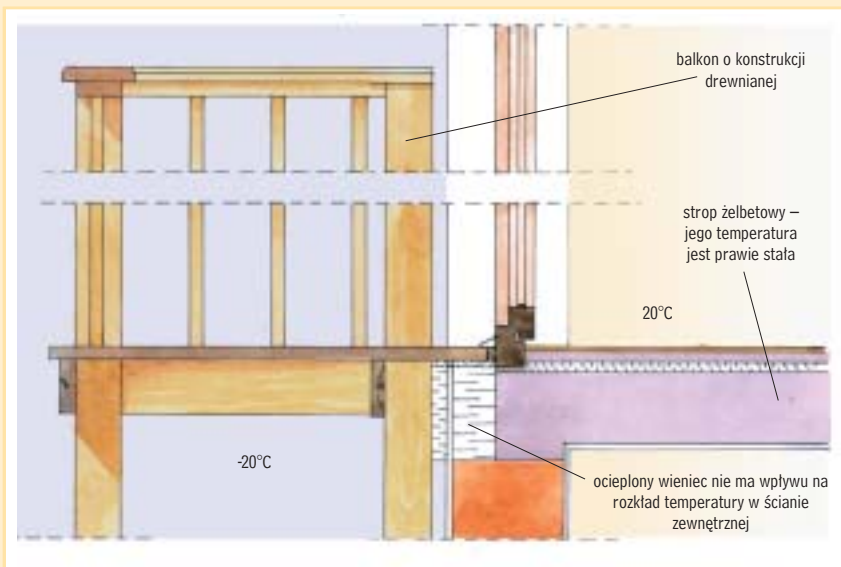 balkon o konstrukcji
drewnianej
strop żelbetowy –
jego temperatura
jest prawie stała
20°C
-20°C
ocieplony wieniec nie ma wpływu na
rozkład temperatury w ścianie
zewnętrznej